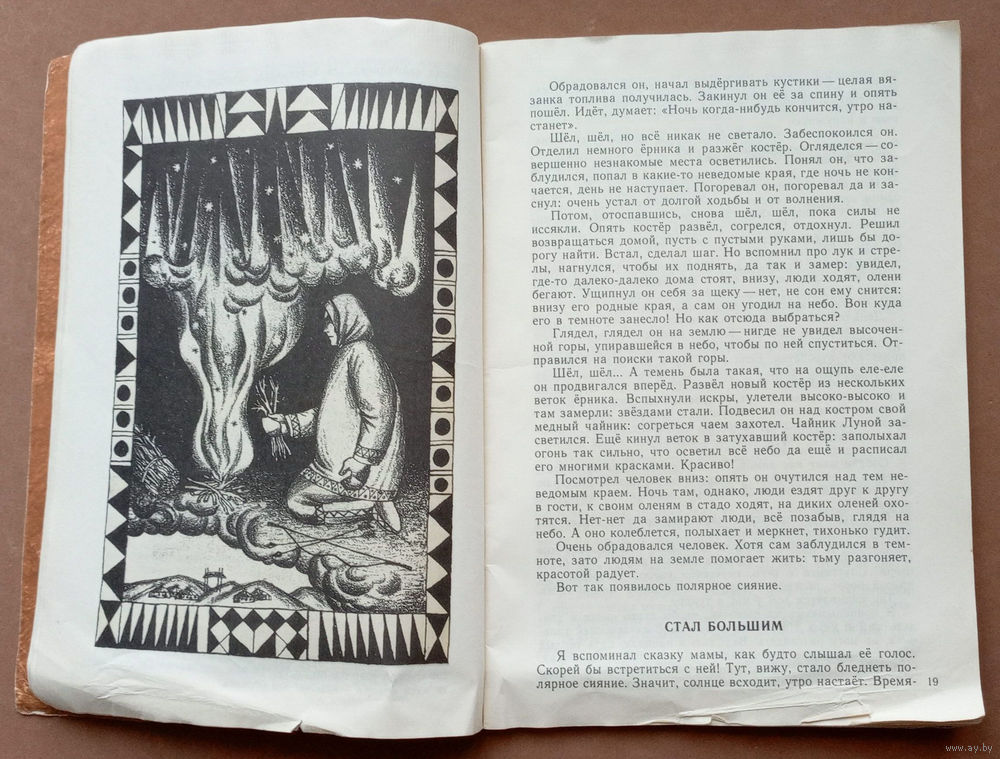 Обрадовался он, начал выдёргивать кустики — целая вя-
занка топлива получилась. Закинул он её за спину и опять
пошёл. Идёт, думает: «Ночь когда-нибудь кончится, утро на-
станет».
Шёл, шёл, но всё никак не светало. Забеспокоился он.
Отделил немного ёрника и разжёг костёр. Огляделся — со-
вершенно незнакомые места осветились. Понял он, что за-
блудился, попал в какие-то неведомые края, где ночь не кон-
чается, день не наступает. Погоревал он, погоревал да и за-
снул: очень устал от долгой ходьбы и от волнения.
Потом, отоспавшись, снова шёл, шёл, пока силы не
иссякли. Опять костёр развёл, согрелся, отдохнул. Решил
возвращаться домой, пусть с пустыми руками, лишь бы до-
рогу найти. Встал, сделал шаг. Но вспомнил про лук и стре-
лы, нагнулся, чтобы их поднять, да так и замер: увидел,
где-то далеко-далеко дома стоят, внизу, люди ходят, олени
бегают. Ущипнул он себя за щеку — нет, не сон ему снится:
внизу его родные края, а сам он угодил на небо. Вон куда
его в темноте занесло! Но как отсюда выбраться?
Глядел, глядел он на землю — нигде не увидел высочен-
ной горы, упиравшейся в небо, чтобы по ней спуститься. От-
правился на поиски такой горы.
Шёл, шёл... А темень была такая, что на ощупь еле-еле
он продвигался вперёд. Развёл новый костёр из нескольких
веток ёрника. Вспыхнули искры, улетели высоко-высоко и
там замерли: звёздами стали. Подвесил он над костром свой
медный чайник: согреться чаем захотел. Чайник Луной за-
светился. Ещё кинул веток в затухавший костёр: заполыхал
огонь так сильно, что осветил всё небо да ещё и расписал
его многими красками. Красиво!
Посмотрел человек вниз: опять он очутился над тем не-
ведомым краем. Ночь там, однако, люди ездят друг к другу
в гости, к своим оленям в стадо ходят, на диких оленей охо-
тятся. Нет-нет да замирают люди, всё позабыв, глядя на
небо. А оно колеблется, полыхает и меркнет, тихонько гудит.
Очень обрадовался человек. Хотя сам заблудился в тем-
ноте, зато людям на земле помогает жить: тьму разгоняет,
красотой радует.
Вот так появилось полярное сияние.
СТАЛ БОЛЬШИМ
Я вспоминал сказку мамы, как будто слышал её голос.
Скорей бы встретиться с ней! Тут, вижу, стало бледнеть по-
лярное сияние. Значит, солнце всходит, утро настаёт. Время- 19
www.ay.by